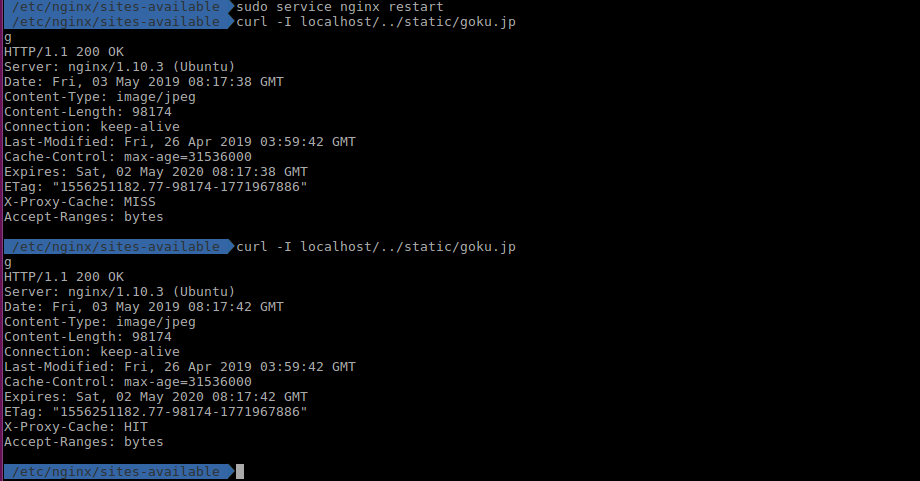 /etc/nginx/sites-available sudo service nginx restart
/etc/nginx/sites-available curl -I localhost/../static/goku.jp
g
HTTP/1.1 200 OK
Server: nginx/1.10.3 (Ubuntu)
Date: Fri, 03 May 2019 08:17:38 GMT
Content-Type: image/jpeg
Content-Length: 98174
Connection: keep-alive
Last-Modified: Fri, 26 Apr 2019 03:59:42 GMT
Cache-Control: max-age=31536000
Expires: Sat, 02 May 2020 08:17:38 GMT
ETag: "1556251182.77-98174-1771967886"
X-Proxy-Cache: MISS
Accept-Ranges: bytes
/etc/nginx/sites-available curl -I localhost/../static/goku.jp
g
HTTP/1.1 200 OK
Server: nginx/1.10.3 (Ubuntu)
Date: Fri, 03 May 2019 08:17:42 GMT
Content-Type: image/jpeg
Content-Length: 98174
Connection: keep-alive
Last-Modified: Fri, 26 Apr 2019 03:59:42 GMT
Cache-Control: max-age=31536000
Expires: Sat, 02 May 2020 08:17:42 GMT
ETag: "1556251182.77-98174-1771967886"
X-Proxy-Cache: HIT
Accept-Ranges: bytes
/etc/nginx/sites-available